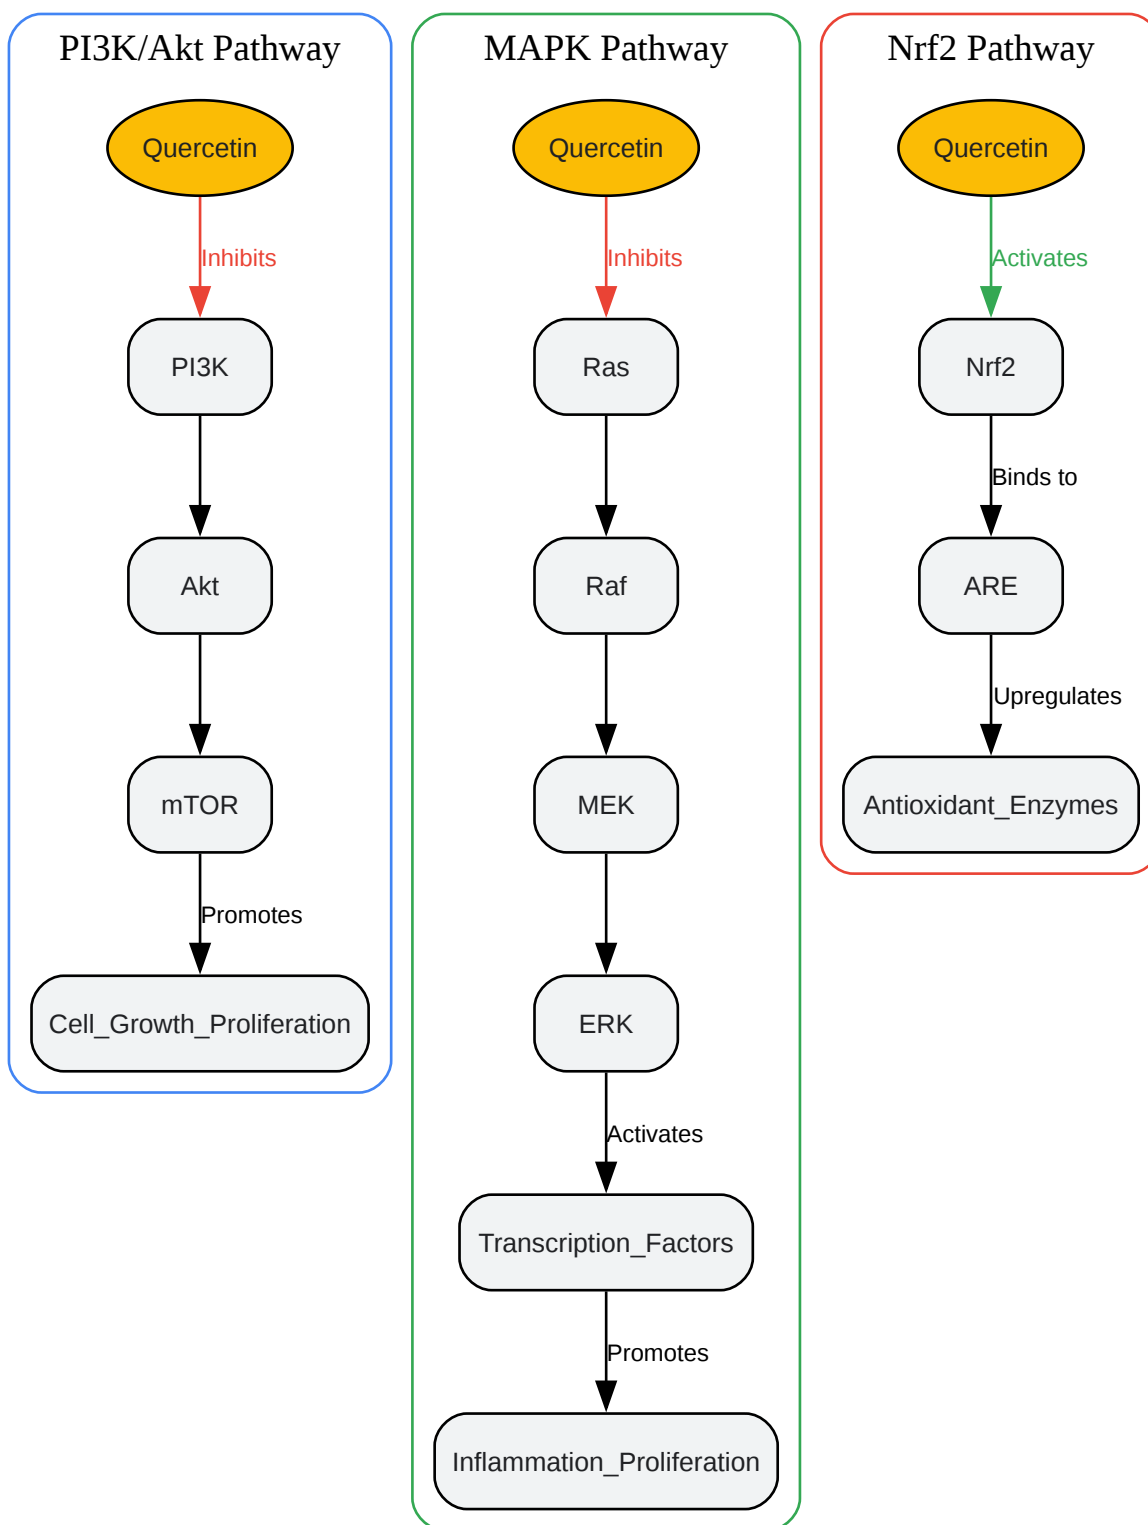 PI3K/Akt Pathway
Quercetin
Inhibits
PI3K
Akt
mTOR
Promotes
Cell_Growth_Proliferation
MAPK Pathway
Quercetin
Inhibits
Ras
Raf
MEK
ERK
Activates
Transcription_Factors
Promotes
Inflammation_Proliferation
Nrf2 Pathway
Quercetin
Activates
Nrf2
Binds to
ARE
Upregulates
Antioxidant_Enzymes